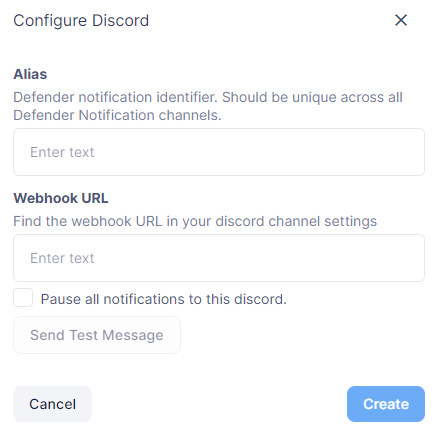 Configure Discord
Alias
Defender notification identifier. Should be unique across all
Defender Notification channels.
Enter text
Webhook URL
Find the webhook URL in your discord channel settings
Enter text
Pause all notifications to this discord.
Send Test Message
Cancel
Create